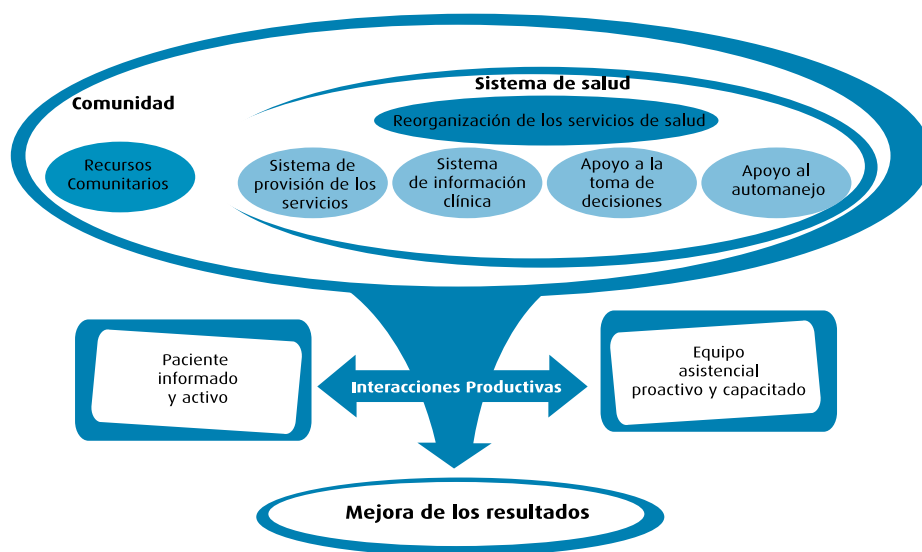 Sistema de salud
Comunidad
Reorganización de los servicios de salud
Recursos
Comunitarios
Sistema de
provisión de los
servicios
Sistema
de información
clínica
Apoyo a la
toma de
decisiones
Apoyo al
automanejo
Paciente
informado
y activo
Interacciones Productivas
Equipo
asistencial
proactivo y capacitado
Mejora de los resultados